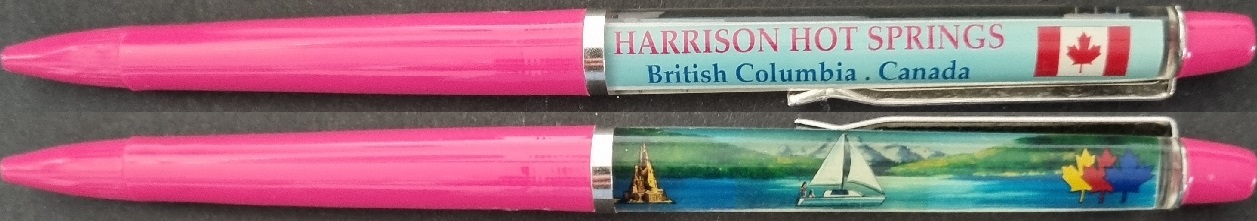 HARRISON HOT SPRINGS
British Columbia . Canada